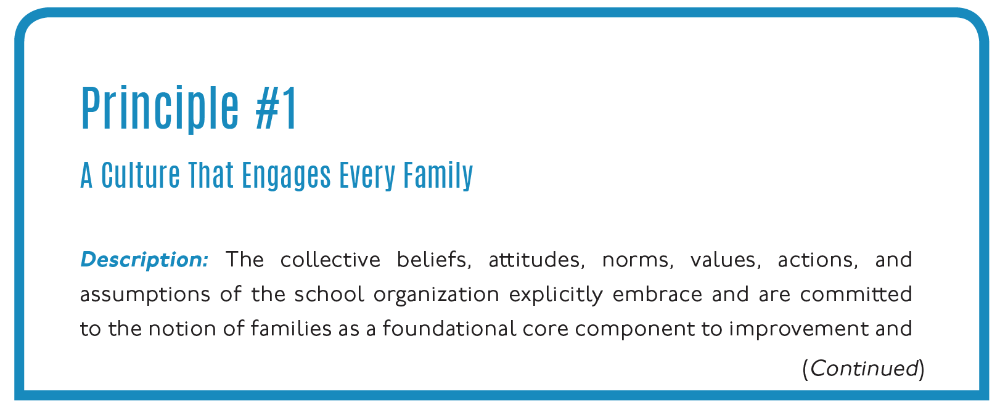 Principle #1
A Culture That Engages Every Family
Description: The collective beliefs, attitudes, norms, values, actions, and
assumptions of the school organization explicitly embrace and are committed
to the notion of families as a foundational core component to improvement and
(Continued)